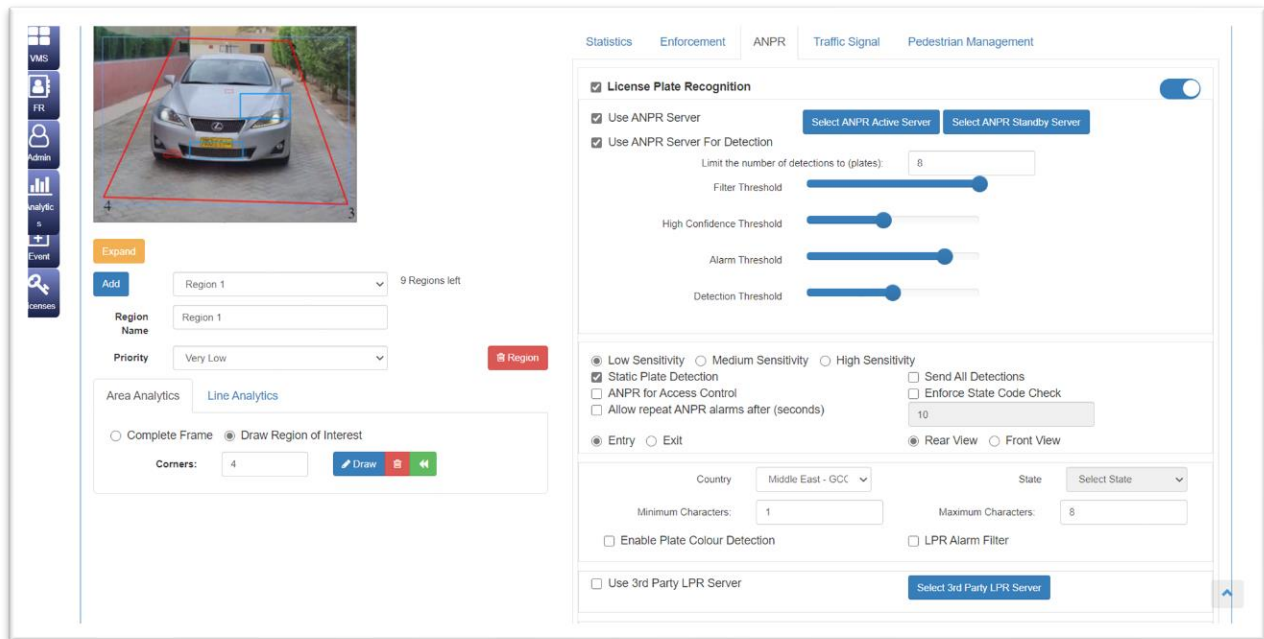 VMS
FR
Admin
Analytic
s
Event
icenses
4
3
Expand
Add
Region 1
9 Regions left
Region
Name
Region 1
Priority
Very Low
Region
Area Analytics
Line Analytics
Complete Frame
Draw Region of Interest
Corners:
4
Draw
Statistics
Enforcement
ANPR
Traffic Signal
Pedestrian Management
License Plate Recognition
Use ANPR Server
Select ANPR Active Server
Select ANPR Standby Server
Use ANPR Server For Detection
Limit the number of detections to (plates):
8
Filter Threshold
High Confidence Threshold
Alarm Threshold
Detection Threshold
Low Sensitivity
Medium Sensitivity
High Sensitivity
Static Plate Detection
Send All Detections
ANPR for Access Control
Enforce State Code Check
Allow repeat ANPR alarms after (seconds)
10
Entry
Exit
Rear View
Front View
Country
Middle East - GCC
State
Select State
Minimum Characters:
1
Maximum Characters:
8
Enable Plate Colour Detection
LPR Alarm Filter
Use 3rd Party LPR Server
Select 3rd Party LPR Server